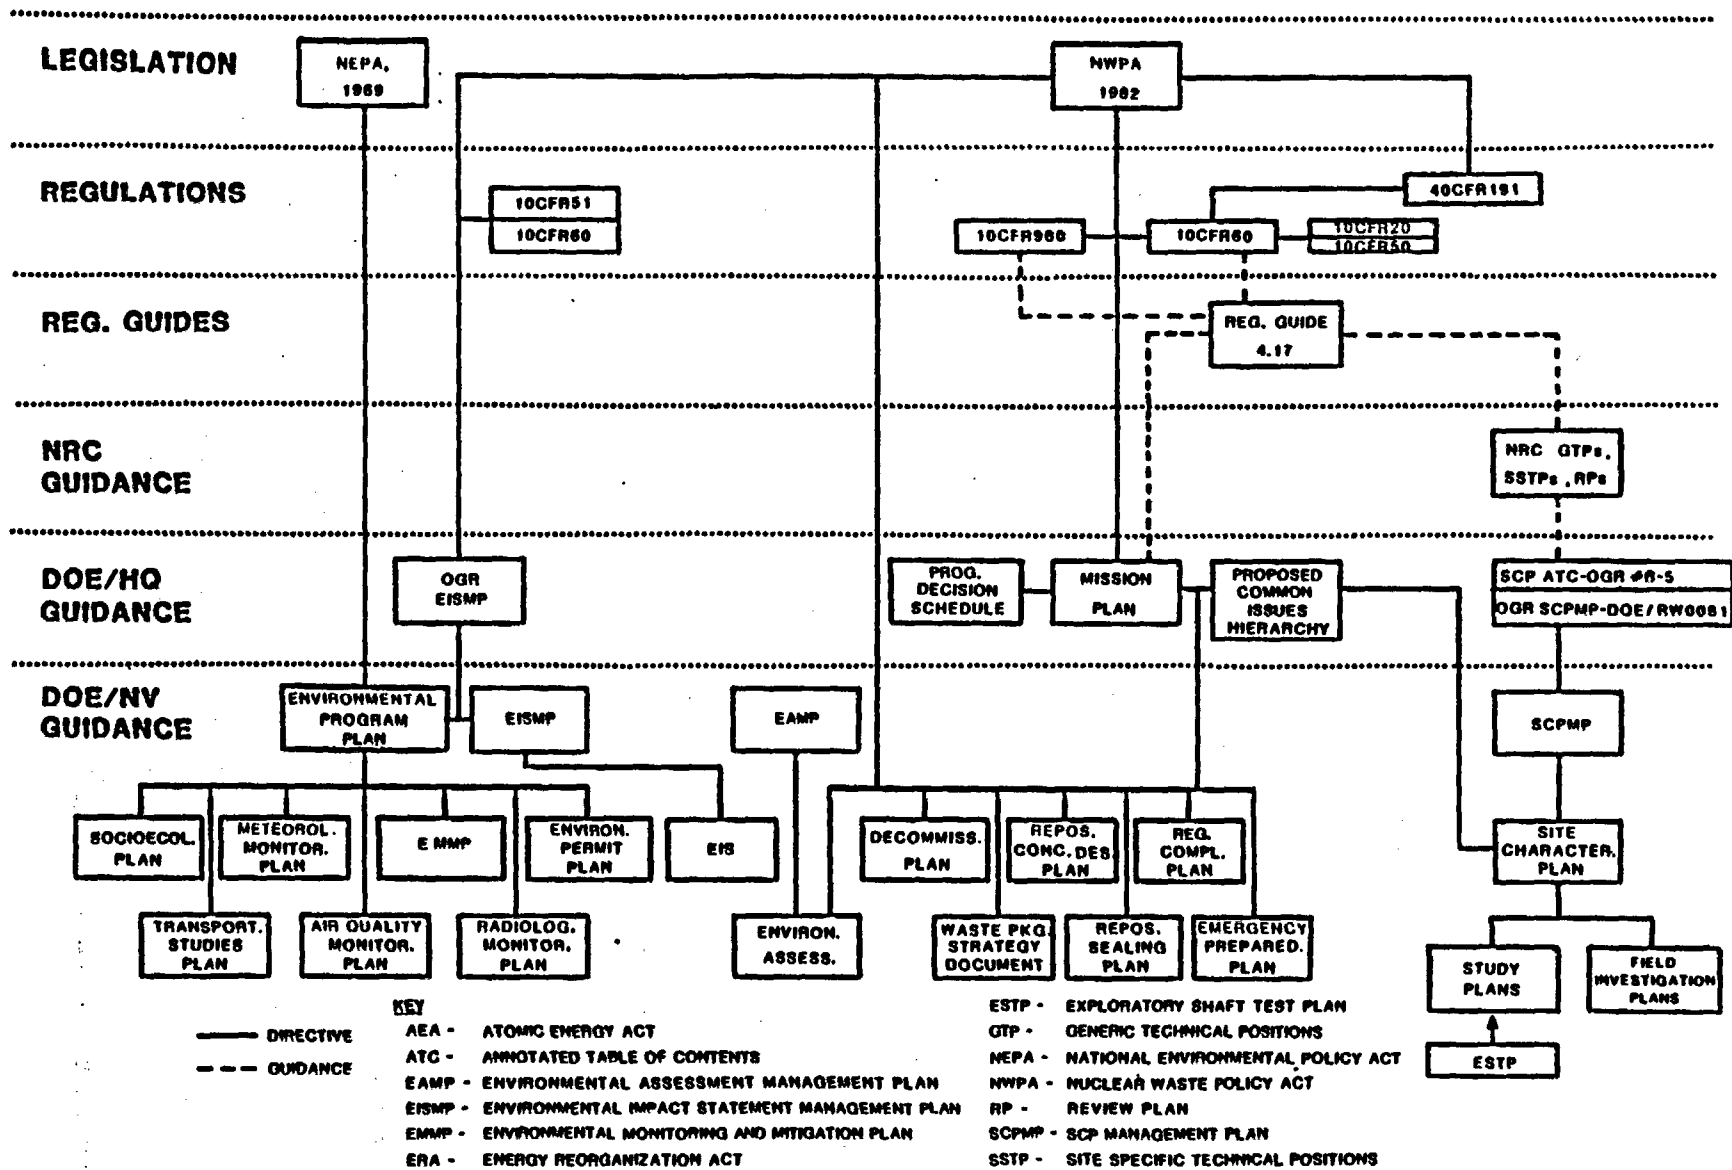 LEGISLATION
NEPA,
1969
NWPA
1982
REGULATIONS
10CFR51
10CFR60
40CFR191
10CFR960
10CFR60
10CFR20
10CFR50
REG. GUIDES
REG. GUIDE
4.17
NRC
GUIDANCE
NRC GTPs,
SSTPs, RPs
DOE/HQ
GUIDANCE
OGR
EISMP
PROG.
DECISION
SCHEDULE
MISSION
PLAN
PROPOSED
COMMON
ISSUES
HIERARCHY
SCP ATC-OGR #R-5
OGR SCPMP-DOE/RW0081
DOE/NV
GUIDANCE
ENVIRONMENTAL
PROGRAM
PLAN
EISMP
EAMP
SCPMP
SOCIOECOL.
PLAN
METEOROL.
MONITOR.
PLAN
EMMP
ENVIRON.
PERMIT
PLAN
EIS
DECOMMISS.
PLAN
REPOS.
CONC. DES.
PLAN
REG.
COMPL.
PLAN
SITE
CHARACTER.
PLAN
TRANSPORT.
STUDIES
PLAN
AIR QUALITY
MONITOR.
PLAN
RADIOLOG.
MONITOR.
PLAN
ENVIRON.
ASSESS.
WASTE PKG.
STRATEGY
DOCUMENT
REPOS.
SEALING
PLAN
EMERGENCY
PREPARED.
PLAN
STUDY
PLANS
FIELD
INVESTIGATION
PLANS
ESTP
DIRECTIVE
GUIDANCE
KEY
AEA - ATOMIC ENERGY ACT
ATC - ANNOTATED TABLE OF CONTENTS
EAMP - ENVIRONMENTAL ASSESSMENT MANAGEMENT PLAN
EISMP - ENVIRONMENTAL IMPACT STATEMENT MANAGEMENT PLAN
EMMP - ENVIRONMENTAL MONITORING AND MITIGATION PLAN
ERA - ENERGY REORGANIZATION ACT
ESTP - EXPLORATORY SHAFT TEST PLAN
GTP - GENERIC TECHNICAL POSITIONS
NEPA - NATIONAL ENVIRONMENTAL POLICY ACT
NWPA - NUCLEAR WASTE POLICY ACT
RP - REVIEW PLAN
SCPMP - SCP MANAGEMENT PLAN
SSTP - SITE SPECIFIC TECHNICAL POSITIONS